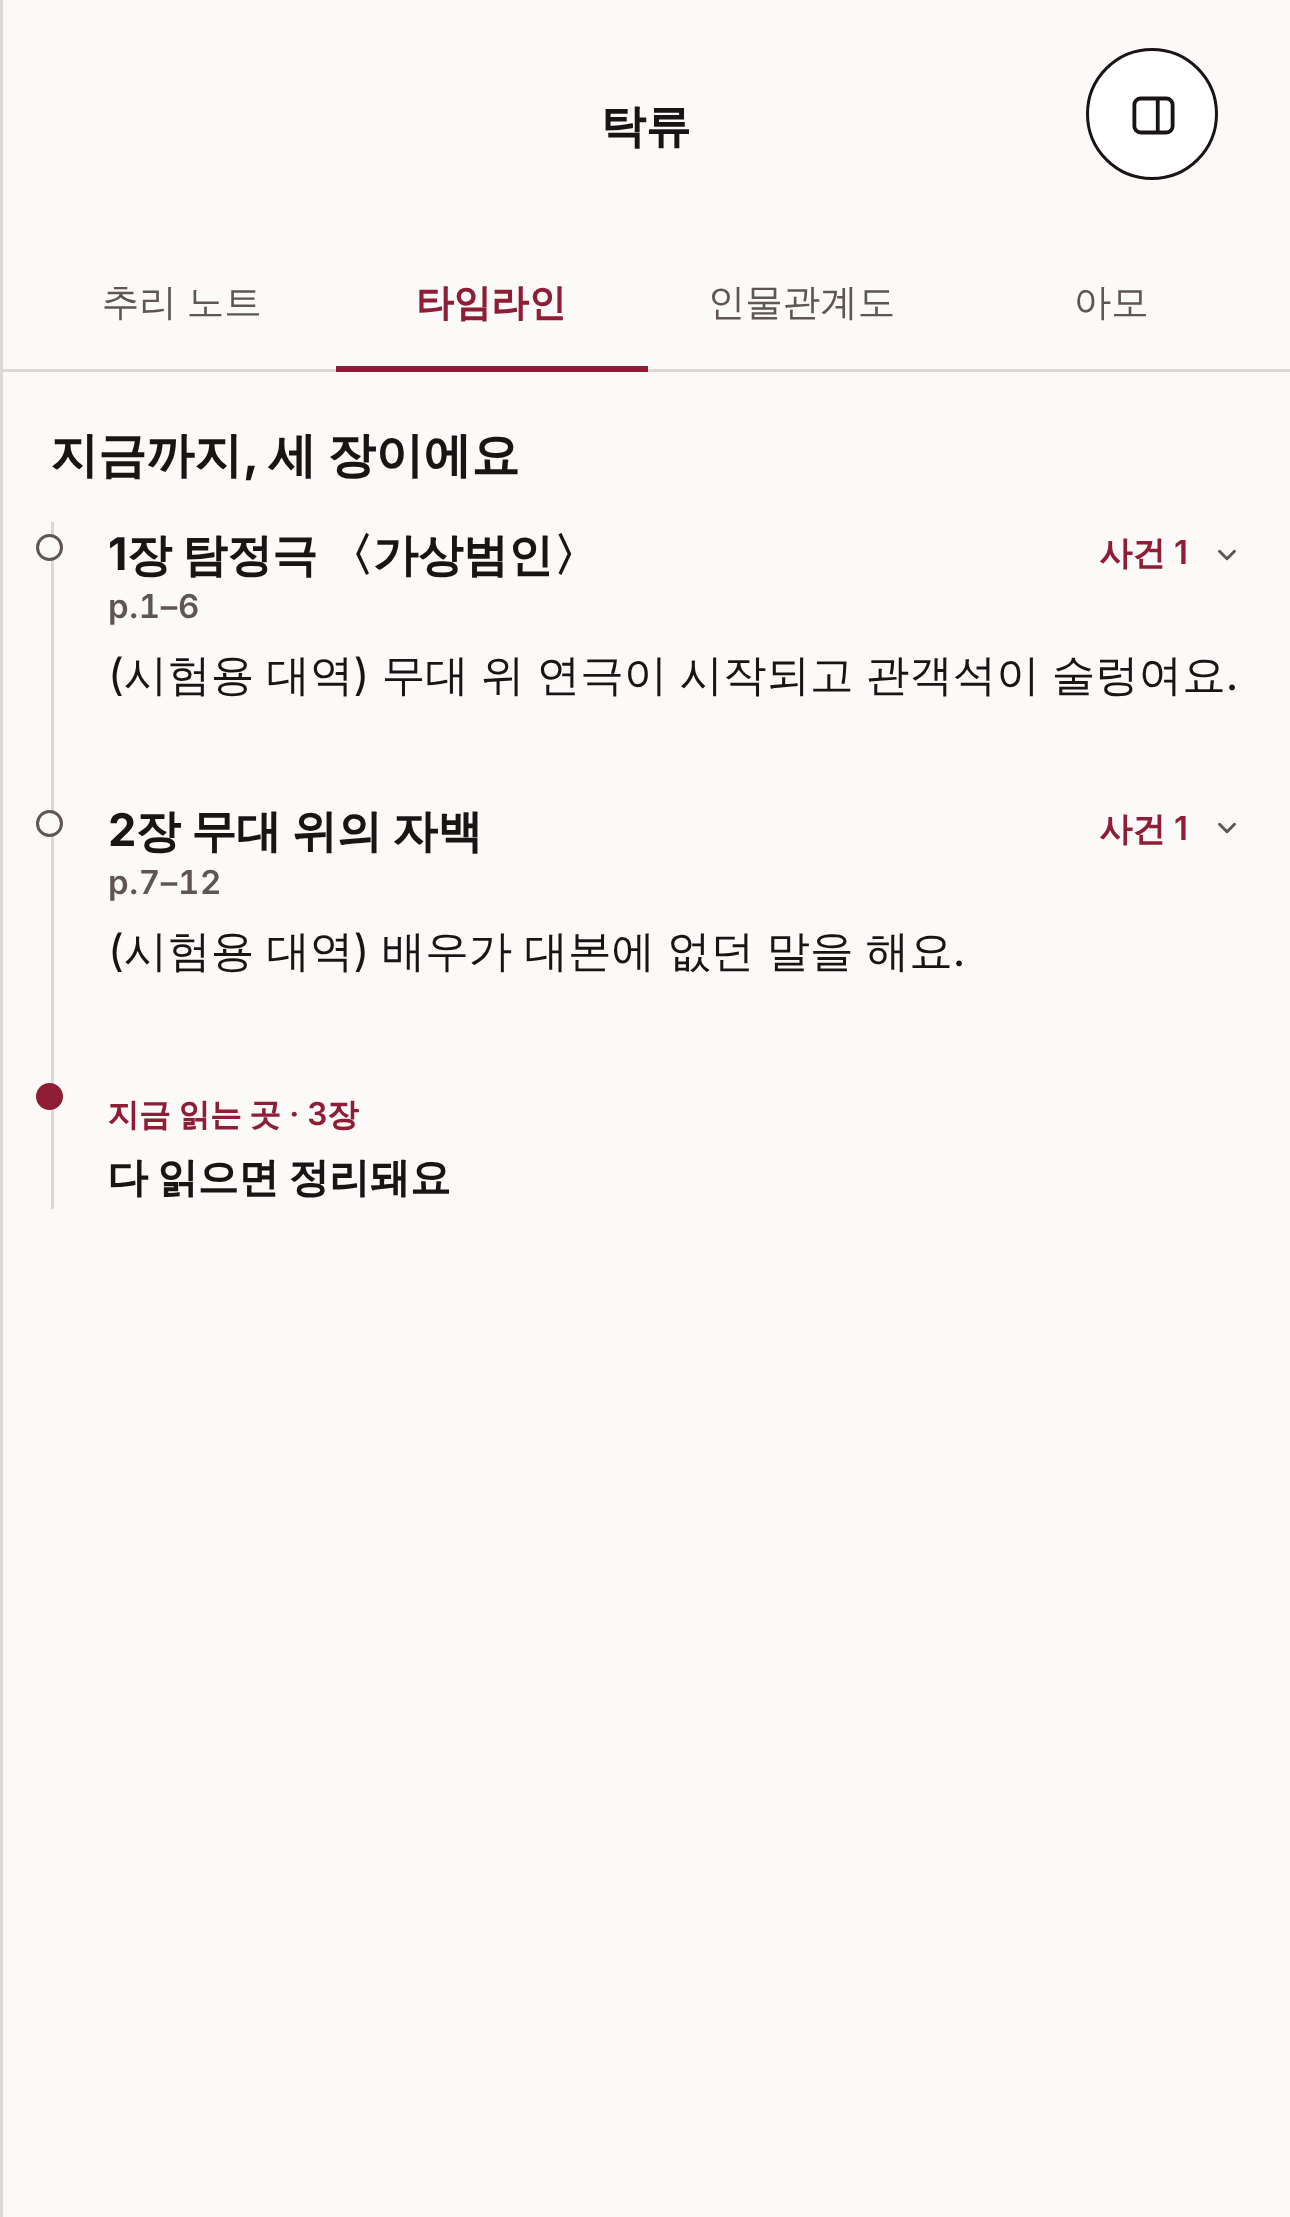 탁류
추리 노트
타임라인
인물관계도
아모
지금까지, 세 장이에요
1장 탐정극 〈가상범인〉
사건 1
p.1–6
(시험용 대역) 무대 위 연극이 시작되고 관객석이 술렁여요.
2장 무대 위의 자백
사건 1
p.7–12
(시험용 대역) 배우가 대본에 없던 말을 해요.
지금 읽는 곳 · 3장
다 읽으면 정리돼요